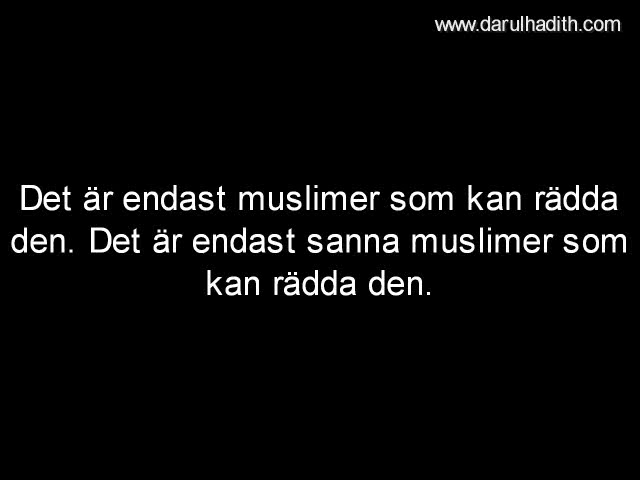 www.darulhadith.com
Det är endast muslimer som kan rädda
den. Det är endast sanna muslimer som
kan rädda den.